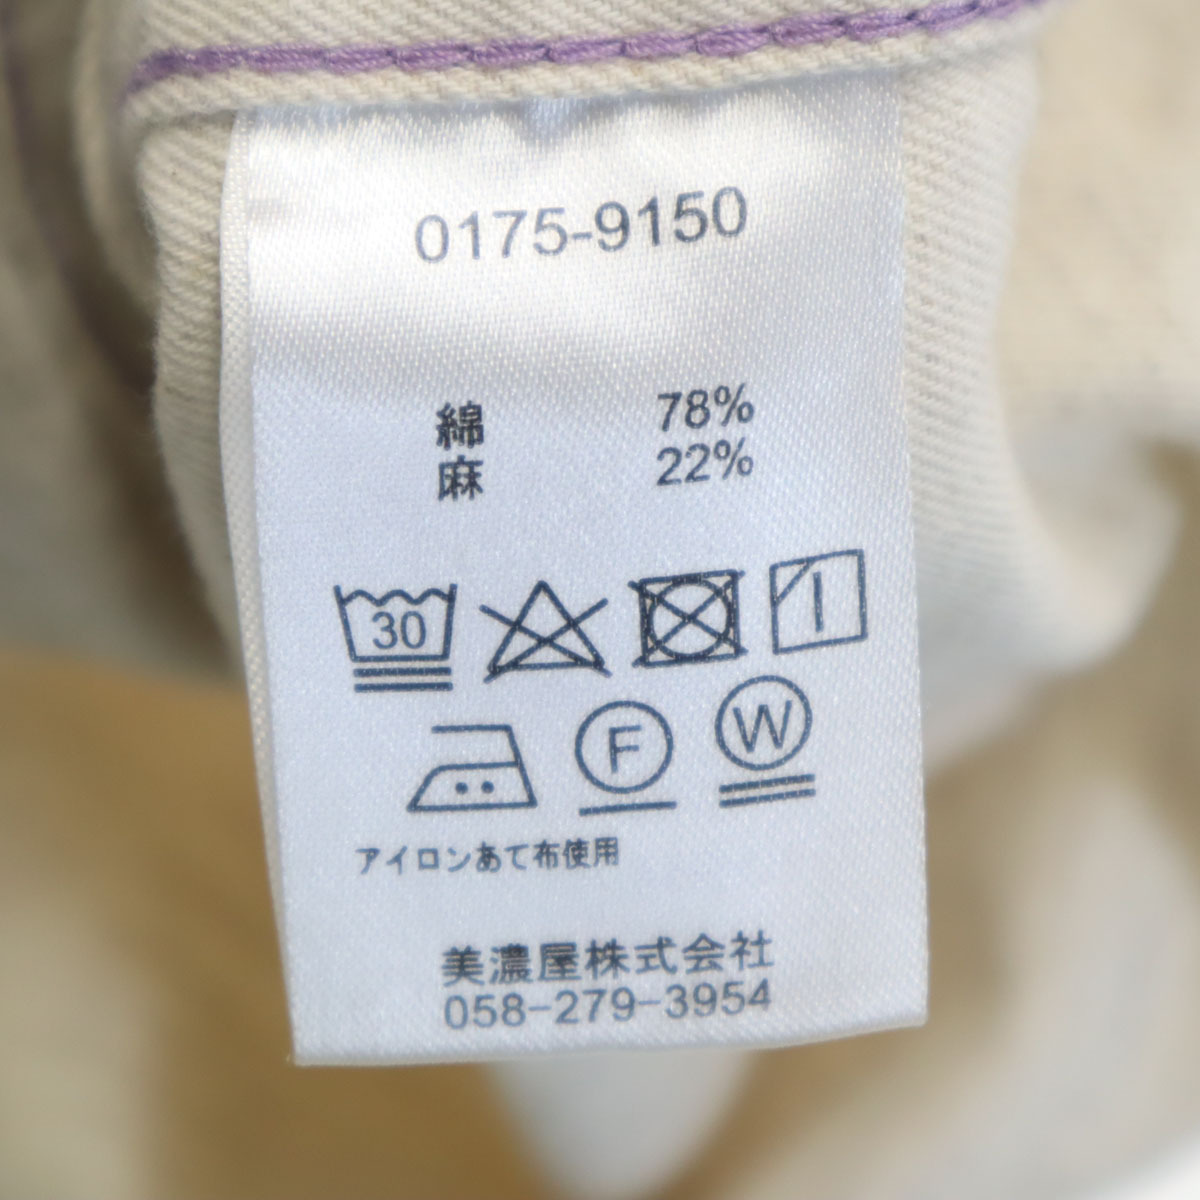 0175-9150
綿 78%
麻 22%
30
F W
アイロンあて布使用
美濃屋株式会社
058-279-3954